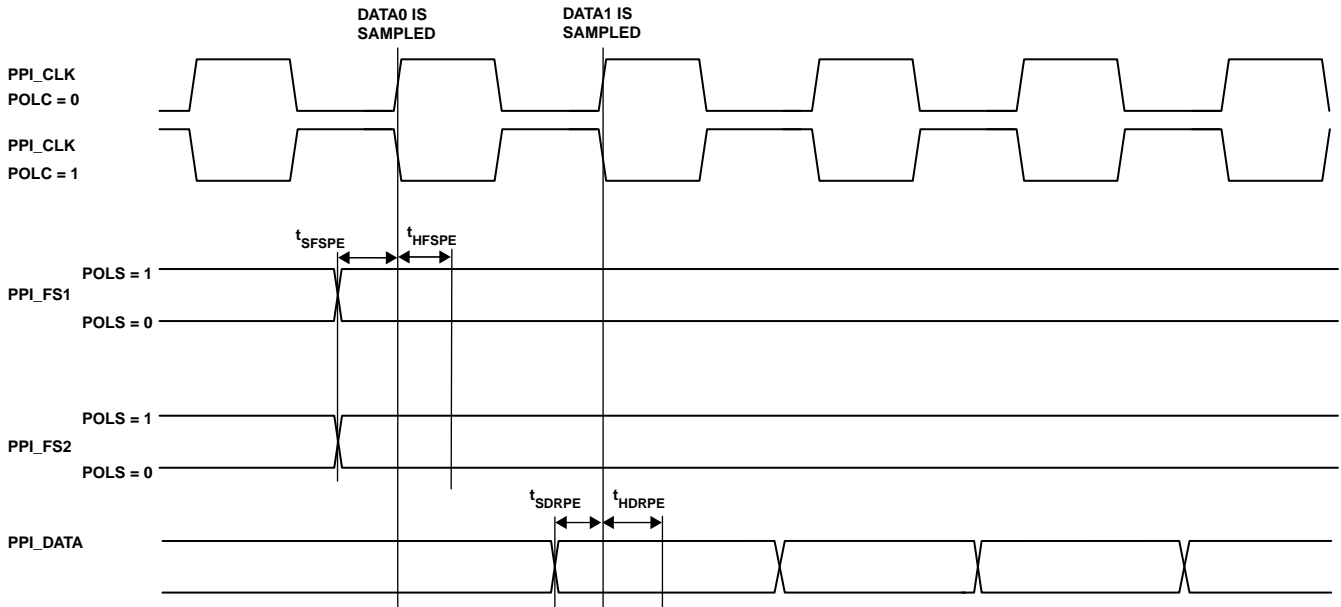 DATA0 IS
SAMPLED
DATA1 IS
SAMPLED
PPI_CLK
POLC = 0
PPI_CLK
POLC = 1
tSFSPE
tHFSPE
POLS = 1
PPI_FS1
POLS = 0
POLS = 1
PPI_FS2
POLS = 0
tSDRPE
tHDRPE
PPI_DATA